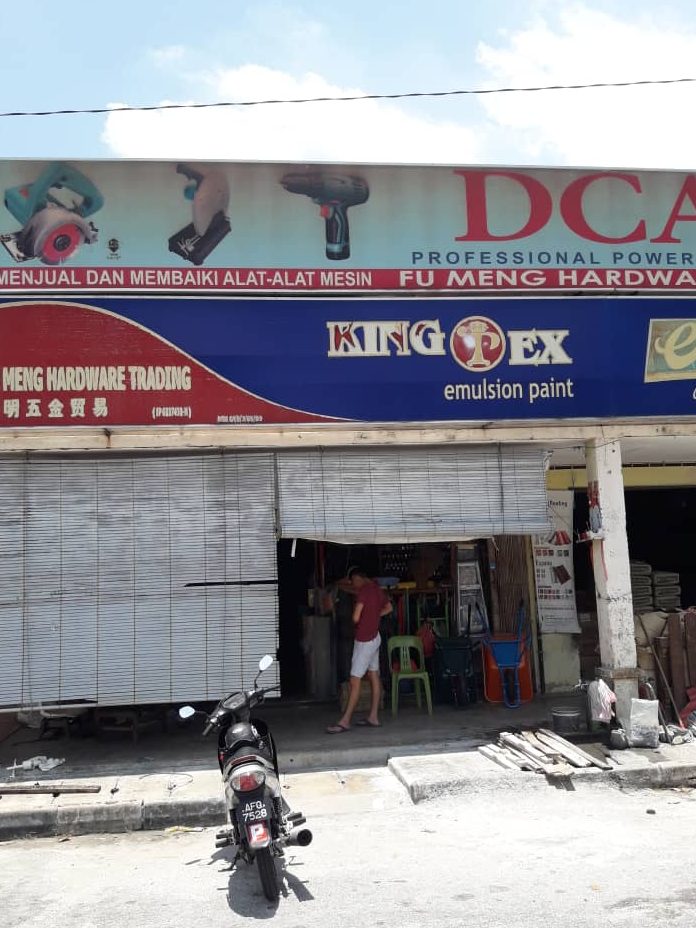 DCA
PROFESSIONAL POWER
MENJUAL DAN MEMBAIKI ALAT-ALAT MESIN FU MENG HARDWA
KING EX
emulsion paint
MENG HARDWARE TRADING
明五金贸易
AFQ
7528